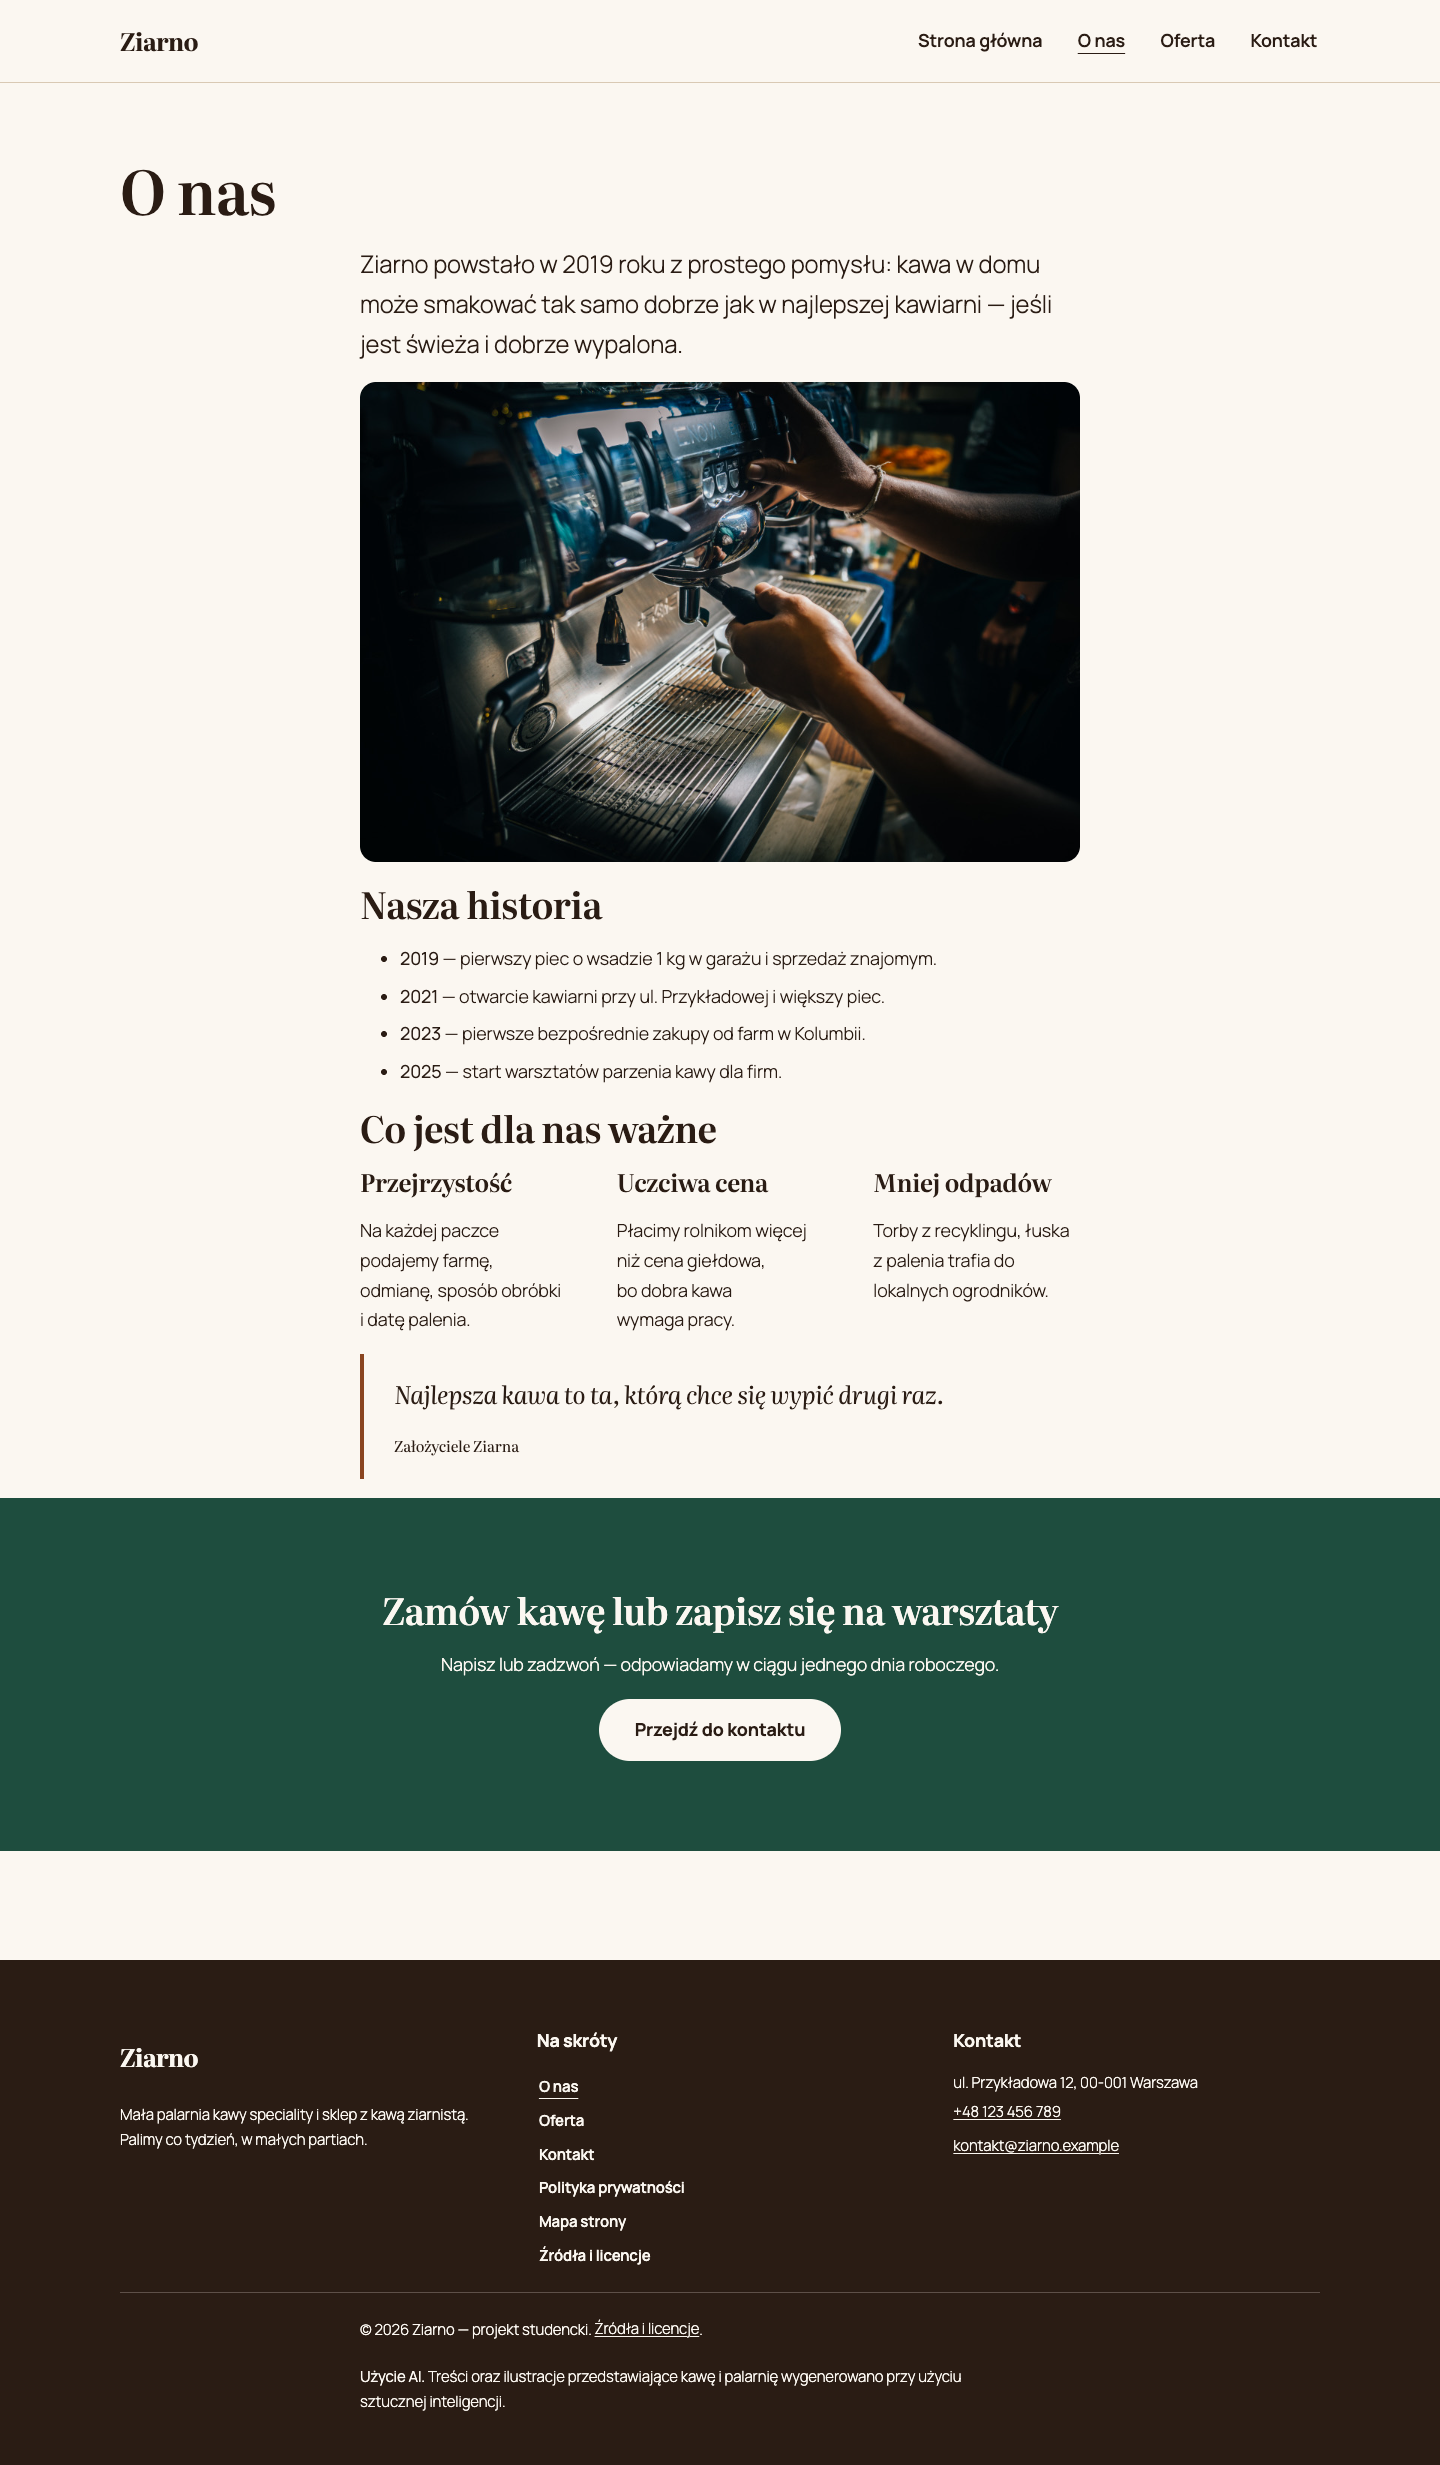 Ziarno
Strona główna
O nas
Oferta
Kontakt
O nas
Ziarno powstało w 2019 roku z prostego pomysłu: kawa w domu
może smakować tak samo dobrze jak w najlepszej kawiarni — jeśli
jest świeża i dobrze wypalona.
Nasza historia
2019 — pierwszy piec o wsadzie 1 kg w garażu i sprzedaż znajomym.
2021 — otwarcie kawiarni przy ul. Przykładowej i większy piec.
2023 — pierwsze bezpośrednie zakupy od farm w Kolumbii.
2025 — start warsztatów parzenia kawy dla firm.
Co jest dla nas ważne
Przejrzystość
Na każdej paczce
podajemy farmę,
odmianę, sposób obróbki
i datę palenia.
Uczciwa cena
Płacimy rolnikom więcej
niż cena giełdowa,
bo dobra kawa
wymaga pracy.
Mniej odpadów
Torby z recyklingu, łuska
z palenia trafia do
lokalnych ogrodników.
Najlepsza kawa to ta, którą chce się wypić drugi raz.
Założyciele Ziarna
Zamów kawę lub zapisz się na warsztaty
Napisz lub zadzwoń — odpowiadamy w ciągu jednego dnia roboczego.
Przejdź do kontaktu
Ziarno
Mała palarnia kawy speciality i sklep z kawą ziarnistą.
Palimy co tydzień, w małych partiach.
Na skróty
O nas
Oferta
Kontakt
Polityka prywatności
Mapa strony
Źródła i licencje
Kontakt
ul. Przykładowa 12, 00-001 Warszawa
+48 123 456 789
kontakt@ziarno.example
© 2026 Ziarno — projekt studencki. Źródła i licencje.
Użycie AI. Treści oraz ilustracje przedstawiające kawę i palarnię wygenerowano przy użyciu
sztucznej inteligencji.